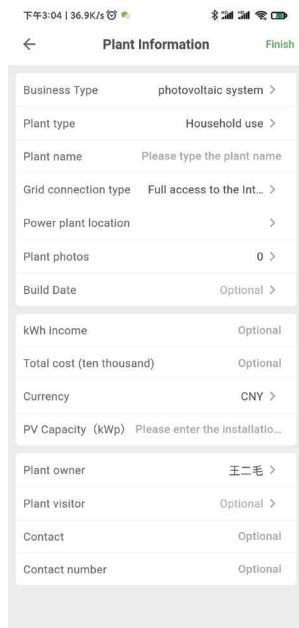 下午3:04 | 36.9K/s
Plant Information
Finish
Business Type photovoltaic system >
Plant type Household use >
Plant name Please type the plant name
Grid connection type Full access to the Int... >
Power plant location >
Plant photos 0 >
Build Date Optional >
kWh income Optional
Total cost (ten thousand) Optional
Currency CNY >
PV Capacity（kWp） Please enter the installatio...
Plant owner 王二毛 >
Plant visitor Optional >
Contact Optional
Contact number Optional